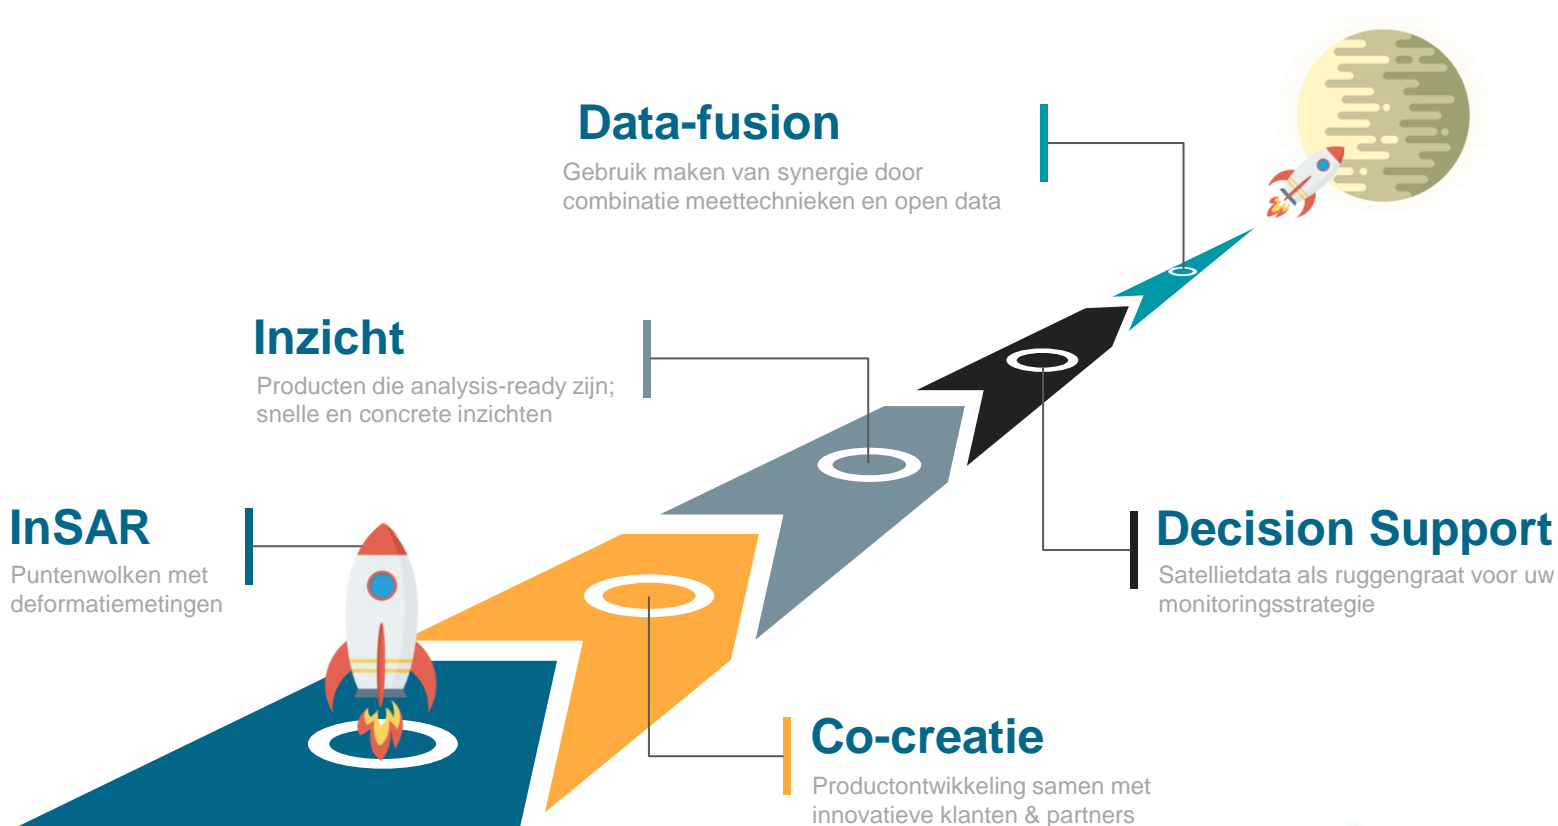 Data-fusion
Gebruik maken van synergie door
combinatie meettechnieken en open data
Inzicht
Producten die analysis-ready zijn;
snelle en concrete inzichten
InSAR
Puntenwolken met
deformatiemetingen
Decision Support
Satellietdata als ruggengraat voor uw
monitoringsstrategie
Co-creatie
Productontwikkeling samen met
innovatieve klanten & partners